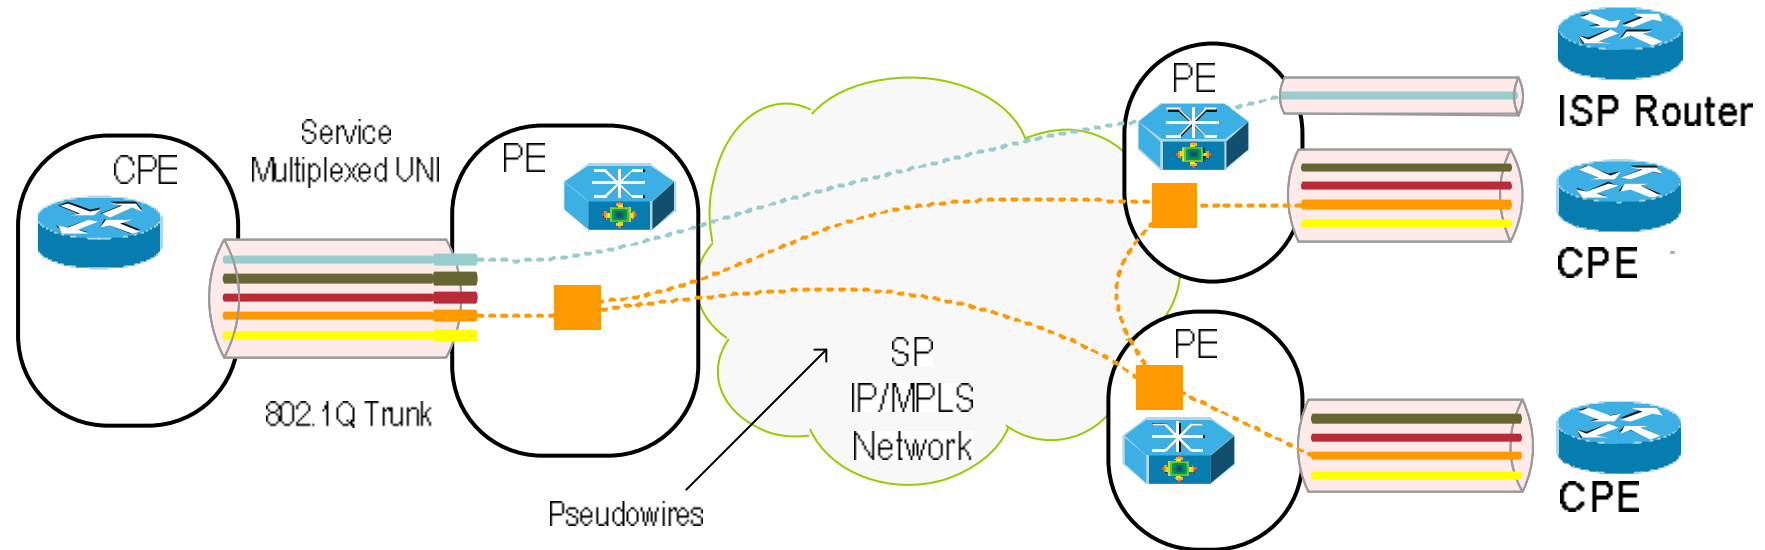 Service
Multiplexed UNI
CPE
PE
802.1Q Trunk
Pseudowires
SP
IP/MPLS
Network
PE
ISP Router
CPE
PE
CPE